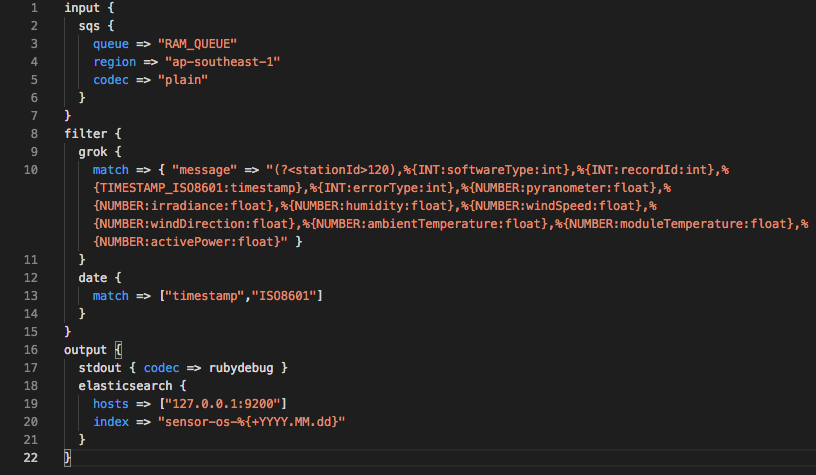 1 input {
2 sqs {
3 queue => "RAM_QUEUE"
4 region => "ap-southeast-1"
5 codec => "plain"
6 }
7 }
8 filter {
9 grok {
10 match => { "message" => "(?<stationId>120),%{INT:softwareType:int},%{INT:recordId:int},%
{TIMESTAMP_ISO8601:timestamp},%{INT:errorType:int},%{NUMBER:pyranometer:float},%
{NUMBER:irradiance:float},%{NUMBER:humidity:float},%{NUMBER:windSpeed:float},%
{NUMBER:windDirection:float},%{NUMBER:ambientTemperature:float},%{NUMBER:moduleTemperature:float},%
{NUMBER:activePower:float}" }
11 }
12 date {
13 match => ["timestamp","ISO8601"]
14 }
15 }
16 output {
17 stdout { codec => rubydebug }
18 elasticsearch {
19 hosts => ["127.0.0.1:9200"]
20 index => "sensor-os-%{+YYYY.MM.dd}"
21 }
22 }